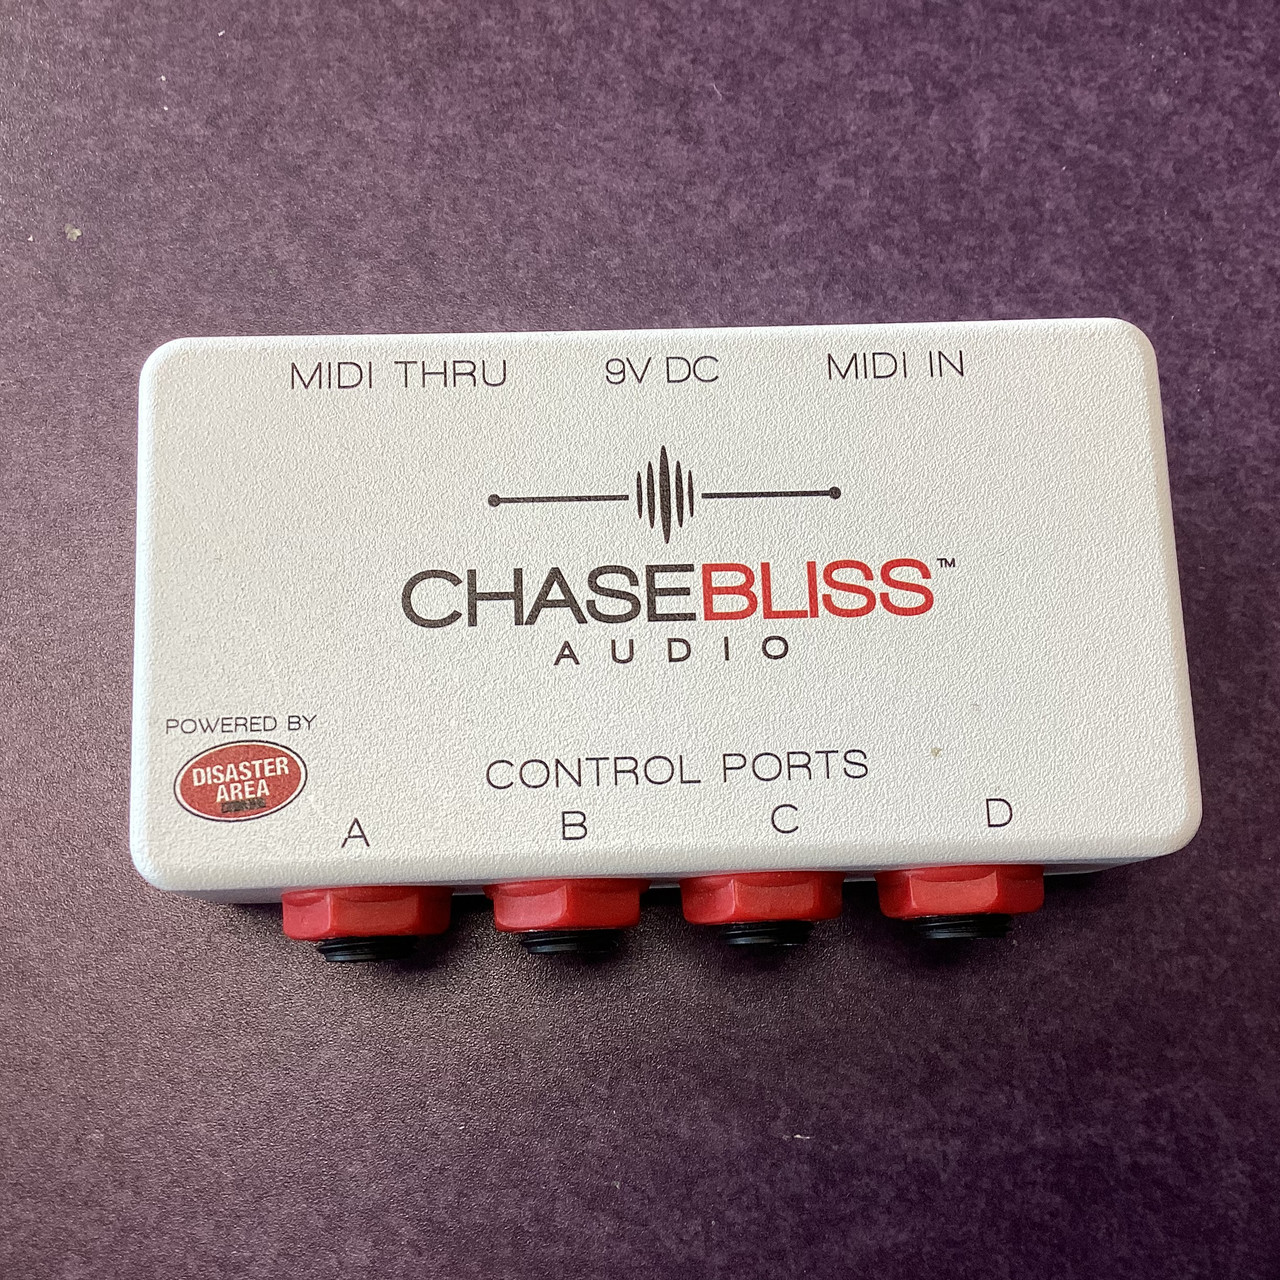 MIDI THRU 9V DC MIDI IN
CHASEBLISS™
AUDIO
POWERED BY
DISASTER
AREA
CONTROL PORTS
A B C D